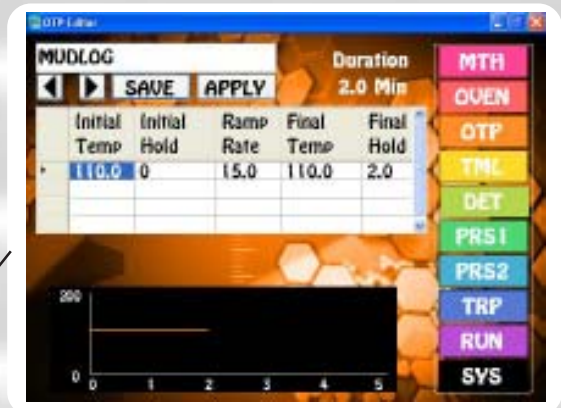 OTP Editor
MUDLOG
Duration
2.0 Min
SAVE APPLY
Initial Temp Initial Hold Ramp Rate Final Temp Final Hold
110.0 0 15.0 110.0 2.0
200
0
0 1 2 3 4 5
MTH
OVEN
OTP
TML
DET
PRS1
PRS2
TRP
RUN
SYS